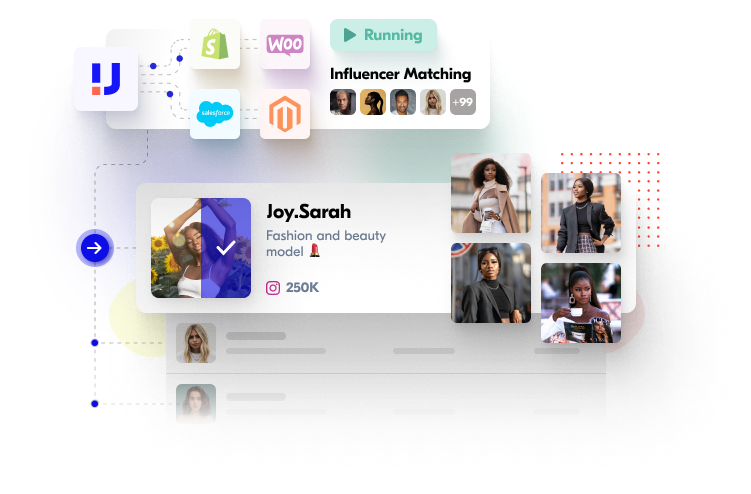 Running
WOO
Influencer Matching
salesforce
+99
Joy.Sarah
Fashion and beauty
model 💄
250K